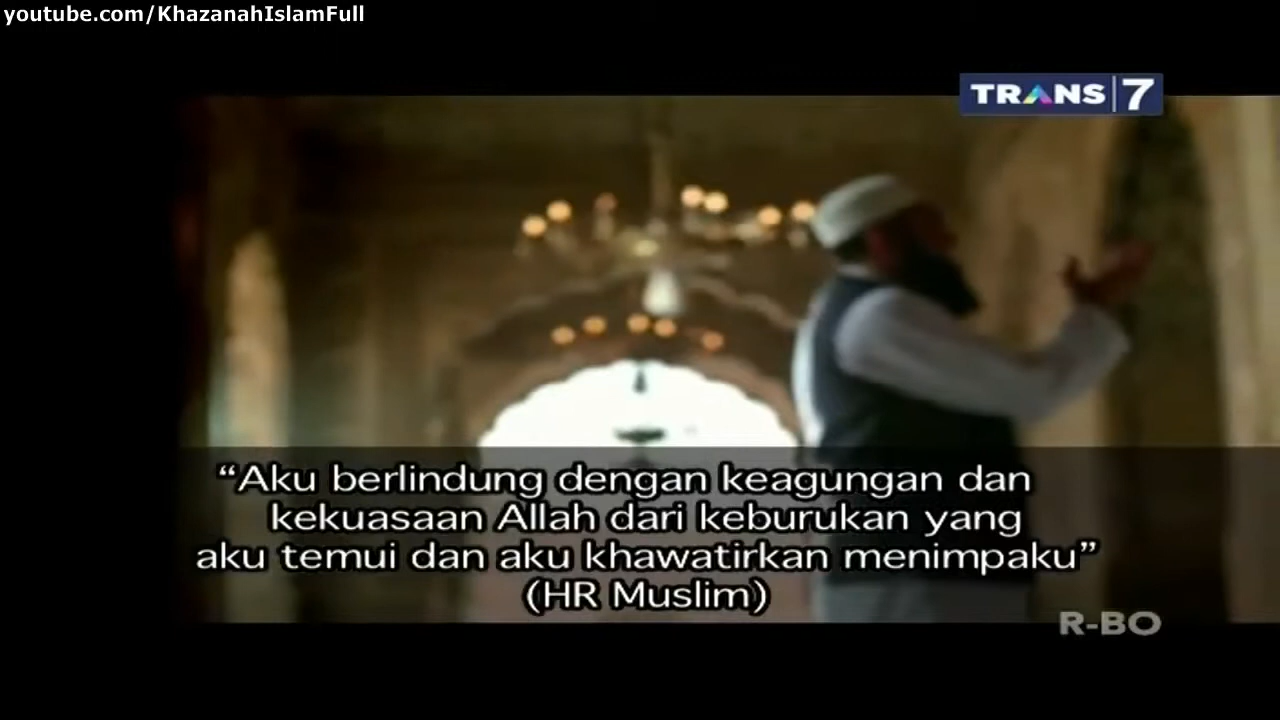 youtube.com/KhazanahIslamFull
TRANS 7
“Aku berlindung dengan keagungan dan
kekuasaan Allah dari keburukan yang
aku temui dan aku khawatirkan menimpaku”
(HR Muslim)
R-BO